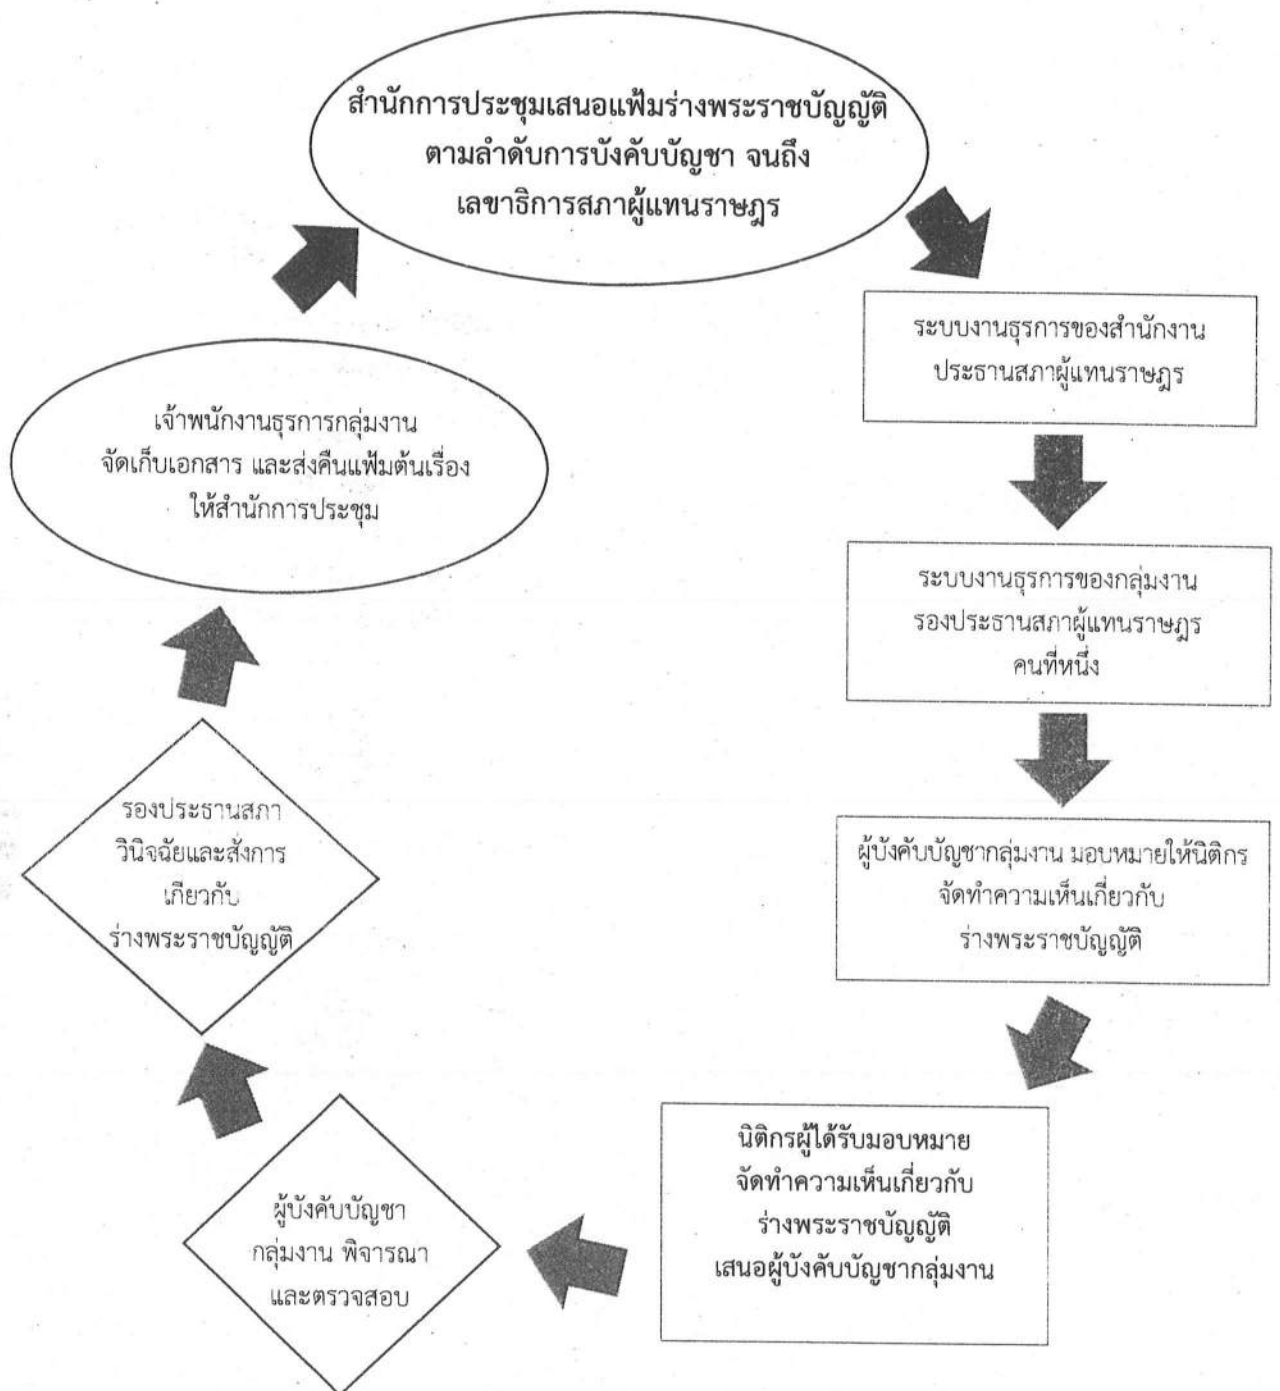 สำนักการประชุมเสนอแฟ้มร่างพระราชบัญญัติ
ตามลำดับการบังคับบัญชา จนถึง
เลขาธิการสภาผู้แทนราษฎร
ระบบงานธุรการของสำนักงาน
ประธานสภาผู้แทนราษฎร
ระบบงานธุรการของกลุ่มงาน
รองประธานสภาผู้แทนราษฎร
คนที่หนึ่ง
ผู้บังคับบัญชากลุ่มงาน มอบหมายให้นิติกร
จัดทำความเห็นเกี่ยวกับ
ร่างพระราชบัญญัติ
นิติกรผู้ได้รับมอบหมาย
จัดทำความเห็นเกี่ยวกับ
ร่างพระราชบัญญัติ
เสนอผู้บังคับบัญชากลุ่มงาน
ผู้บังคับบัญชา
กลุ่มงาน พิจารณา
และตรวจสอบ
รองประธานสภา
วินิจฉัยและสั่งการ
เกี่ยวกับ
ร่างพระราชบัญญัติ
เจ้าพนักงานธุรการกลุ่มงาน
จัดเก็บเอกสาร และส่งคืนแฟ้มต้นเรื่อง
ให้สำนักการประชุม